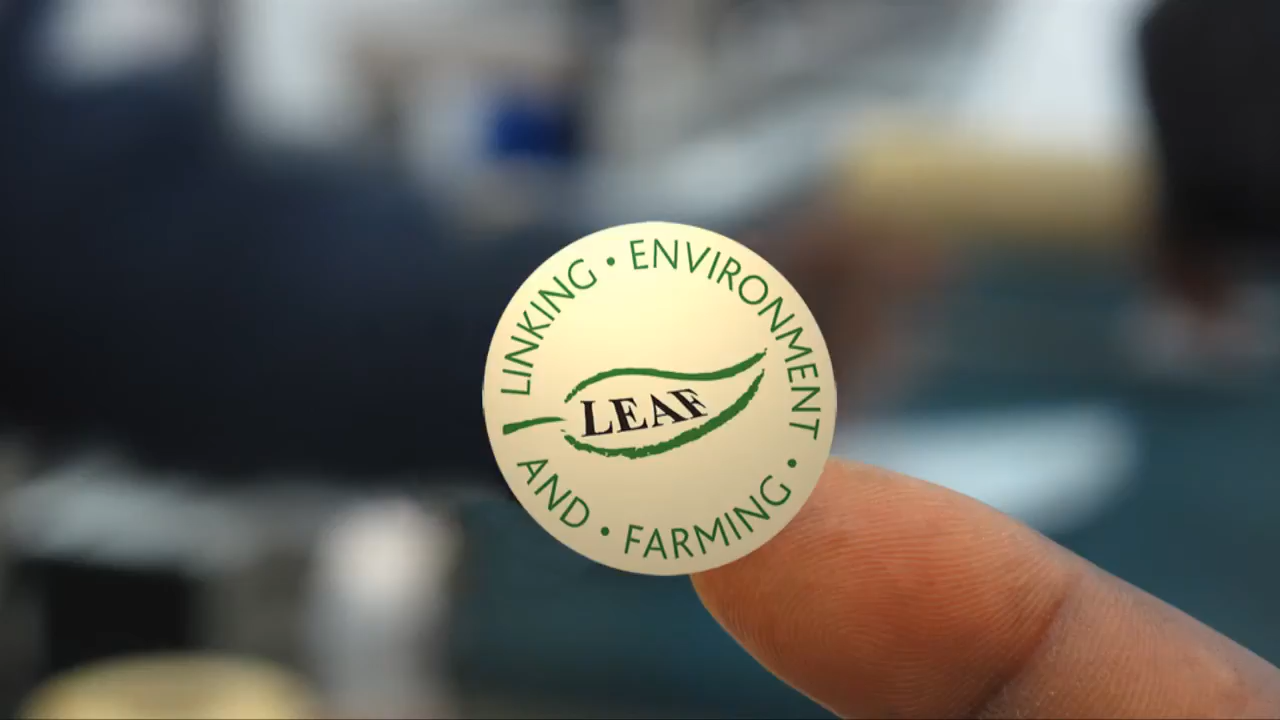 LINKING • ENVIRONMENT
AND • FARMING •
LEAF